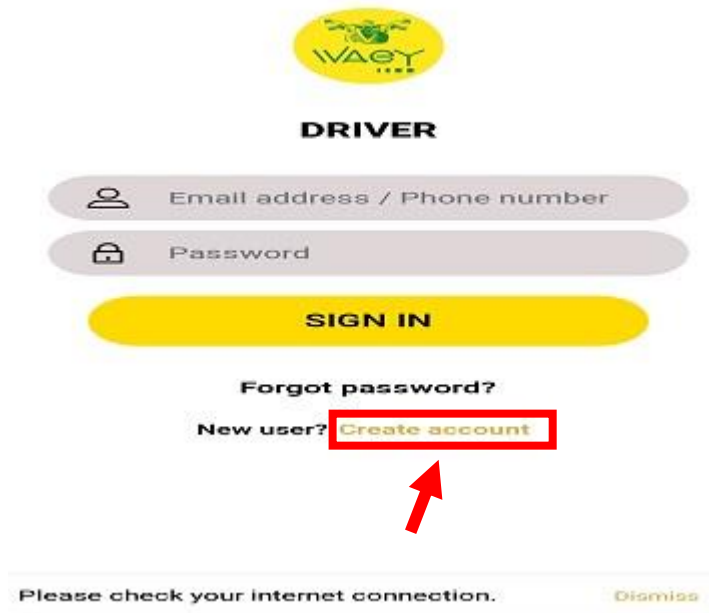 WAGY
DRIVER
Email address / Phone number
Password
SIGN IN
Forgot password?
New user? Create account
Please check your internet connection. Dismiss